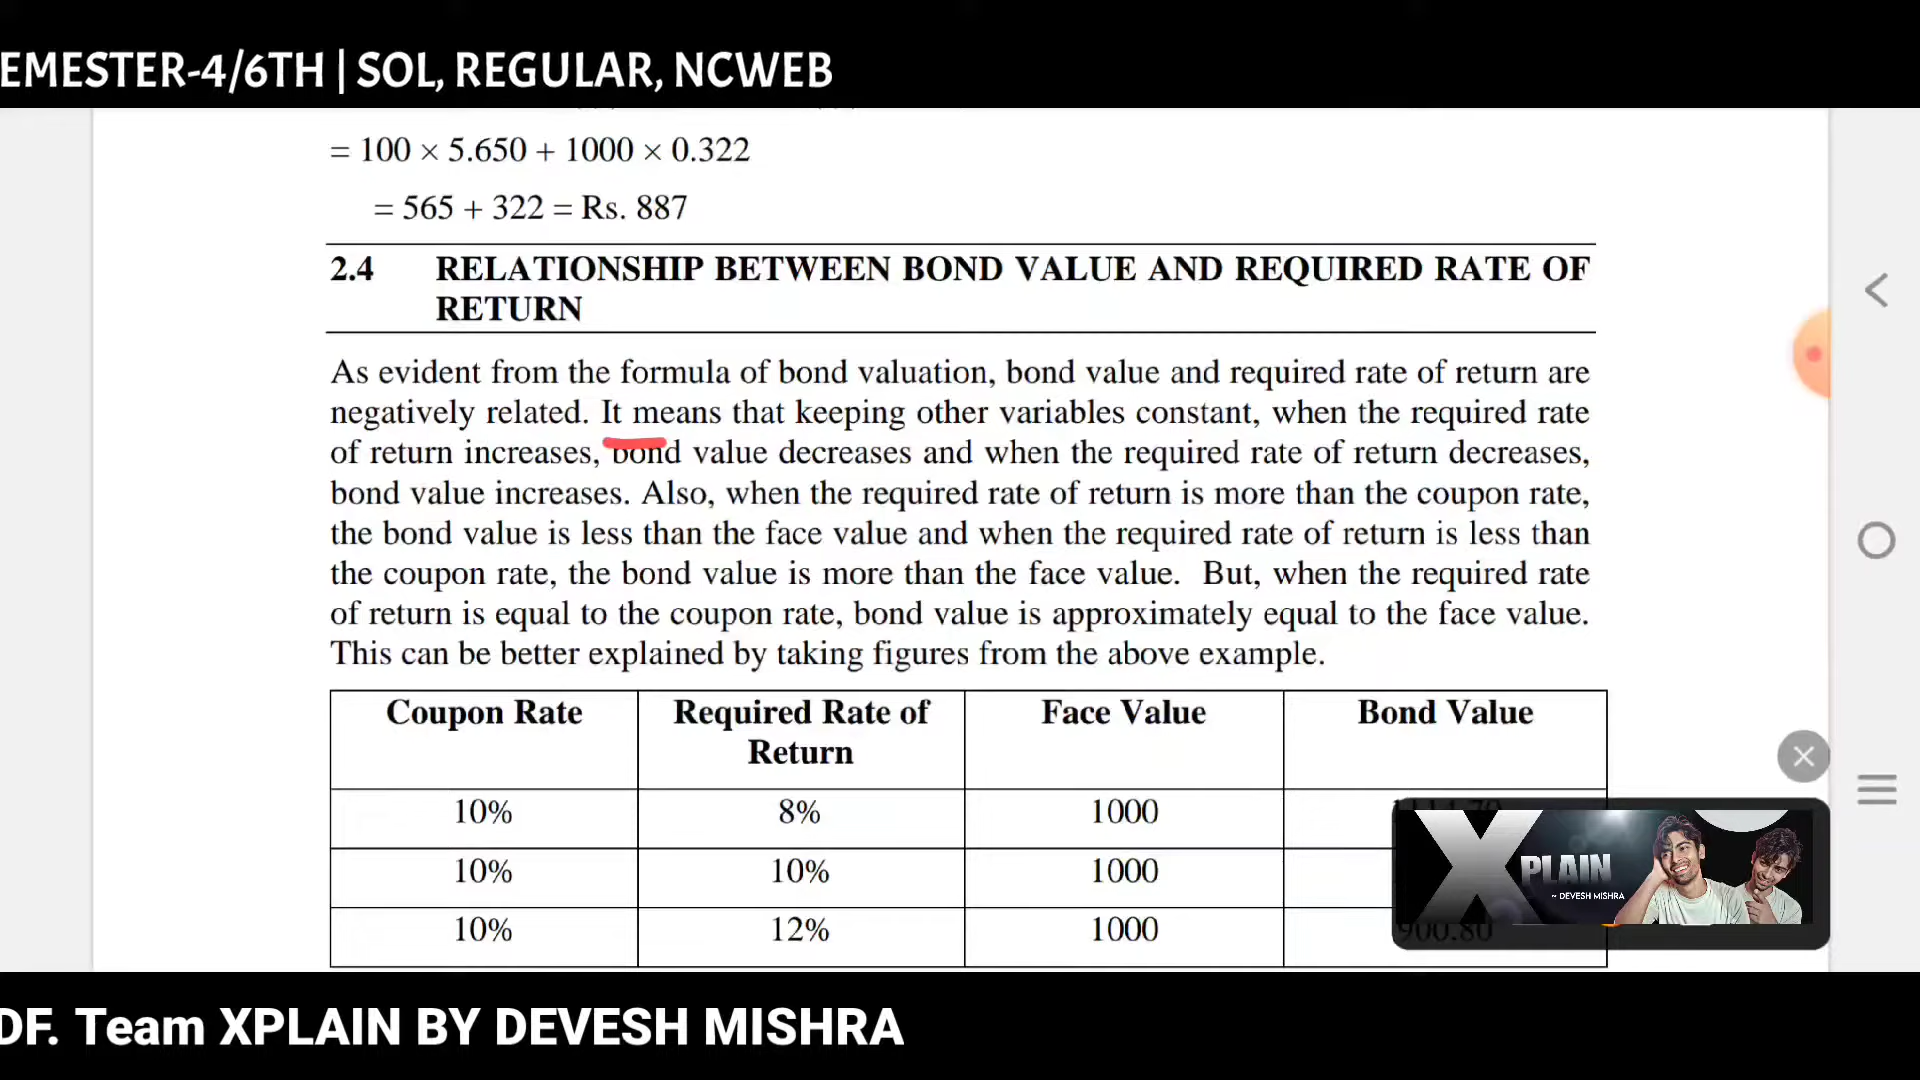 EMESTER-4/6TH | SOL, REGULAR, NCWEB
= 100 × 5.650 + 1000 × 0.322
= 565 + 322 = Rs. 887
2.4 RELATIONSHIP BETWEEN BOND VALUE AND REQUIRED RATE OF
RETURN
As evident from the formula of bond valuation, bond value and required rate of return are
negatively related. It means that keeping other variables constant, when the required rate
of return increases, bond value decreases and when the required rate of return decreases,
bond value increases. Also, when the required rate of return is more than the coupon rate,
the bond value is less than the face value and when the required rate of return is less than
the coupon rate, the bond value is more than the face value. But, when the required rate
of return is equal to the coupon rate, bond value is approximately equal to the face value.
This can be better explained by taking figures from the above example.
Coupon Rate Required Rate of Return Face Value Bond Value
10% 8% 1000
10% 10% 1000
10% 12% 1000 900.80
XPLAIN
~ DEVESH MISHRA
DF. Team XPLAIN BY DEVESH MISHRA